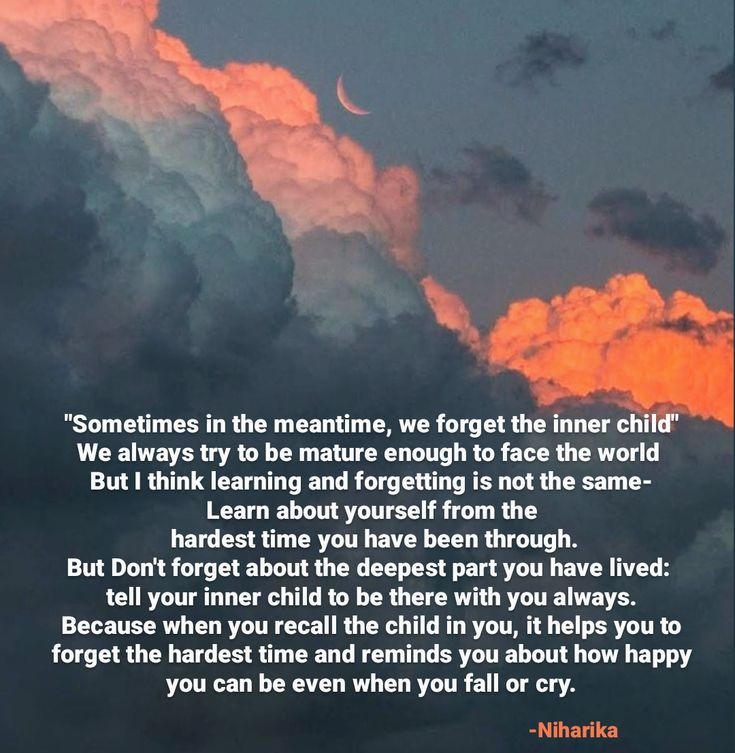 "Sometimes in the meantime, we forget the inner child"
We always try to be mature enough to face the world
But I think learning and forgetting is not the same-
Learn about yourself from the
hardest time you have been through.
But Don't forget about the deepest part you have lived:
tell your inner child to be there with you always.
Because when you recall the child in you, it helps you to
forget the hardest time and reminds you about how happy
you can be even when you fall or cry.
-Niharika